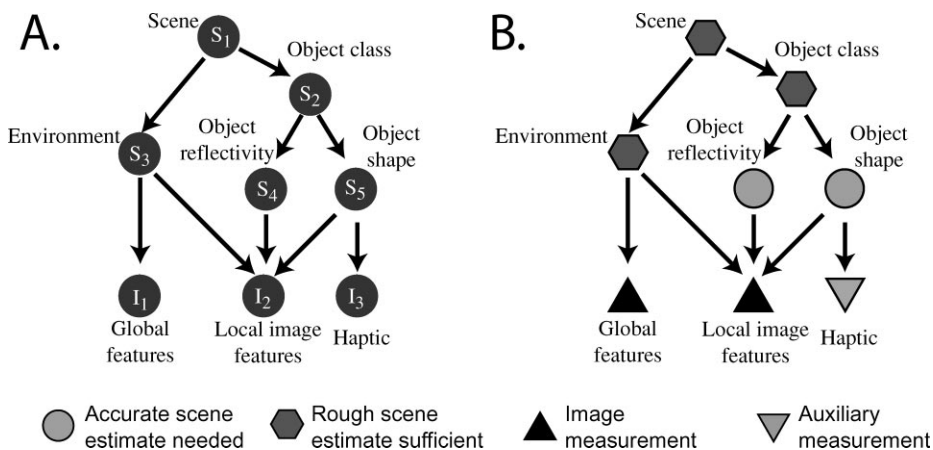 A.
Scene
S1
Object class
S2
Environment
S3
Object
reflectivity
S4
Object
shape
S5
I1
I2
I3
Global
features
Local image
features
Haptic
B.
Scene
Object class
Environment
Object
reflectivity
Object
shape
Global
features
Local image
features
Haptic
Accurate scene
estimate needed
Rough scene
estimate sufficient
Image
measurement
Auxiliary
measurement